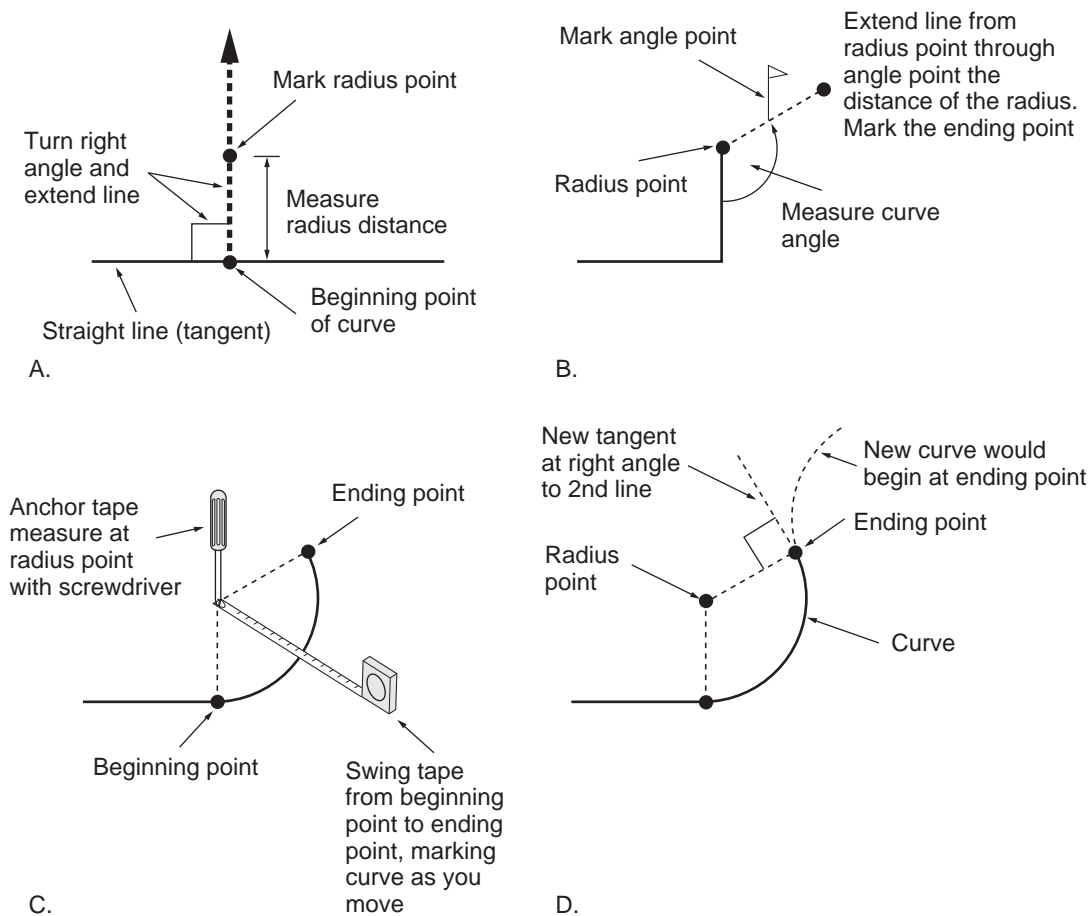 Mark radius point
Turn right
angle and
extend line
Measure
radius distance
Beginning point
of curve
Straight line (tangent)
A.
Mark angle point
Extend line from
radius point through
angle point the
distance of the radius.
Mark the ending point
Radius point
Measure curve
angle
B.
Anchor tape
measure at
radius point
with screwdriver
Ending point
Beginning point
Swing tape
from beginning
point to ending
point, marking
curve as you
move
C.
New tangent
at right angle
to 2nd line
New curve would
begin at ending point
Ending point
Radius
point
Curve
D.